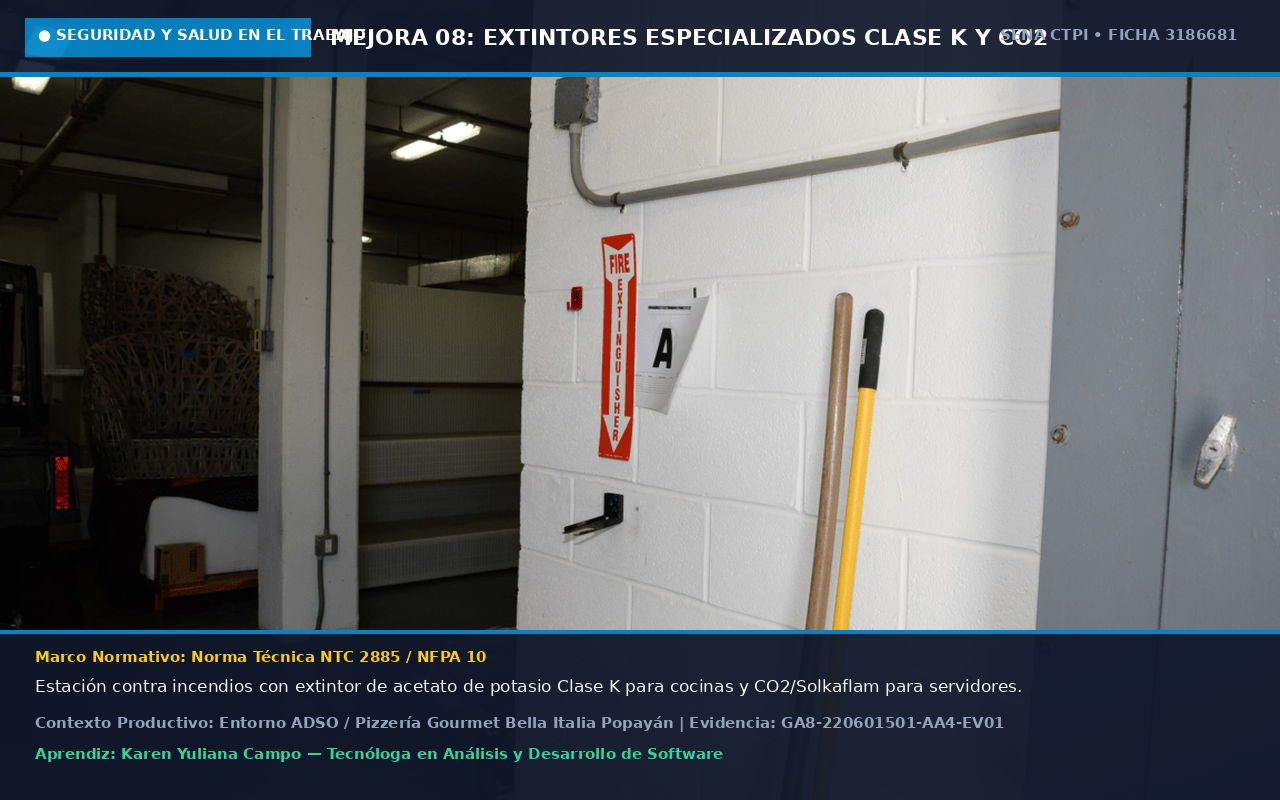 ● SEGURIDAD Y SALUD EN EL TRABAJO
MEJORA 08: EXTINTORES ESPECIALIZADOS CLASE K Y CO2
SENA CTPI • FICHA 3186681
FIRE
EXTINGUISHER
A
Marco Normativo: Norma Técnica NTC 2885 / NFPA 10
Estación contra incendios con extintor de acetato de potasio Clase K para cocinas y CO2/Solkaflam para servidores.
Contexto Productivo: Entorno ADSO / Pizzería Gourmet Bella Italia Popayán | Evidencia: GA8-220601501-AA4-EV01
Aprendiz: Karen Yuliana Campo — Tecnóloga en Análisis y Desarrollo de Software